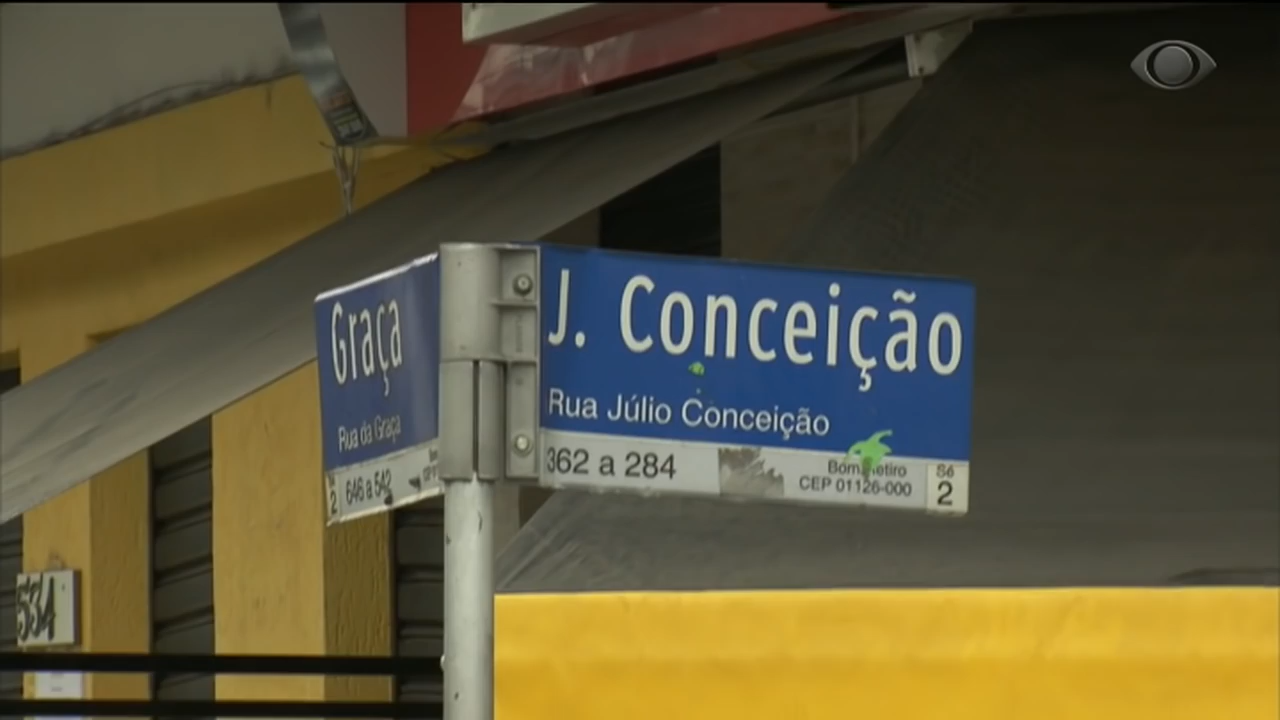 Graça
Rua da Graça
2 646 a 542
J. Conceição
Rua Júlio Conceição
362 a 284
Bom Retiro
CEP 01126-000
Sé
2
534